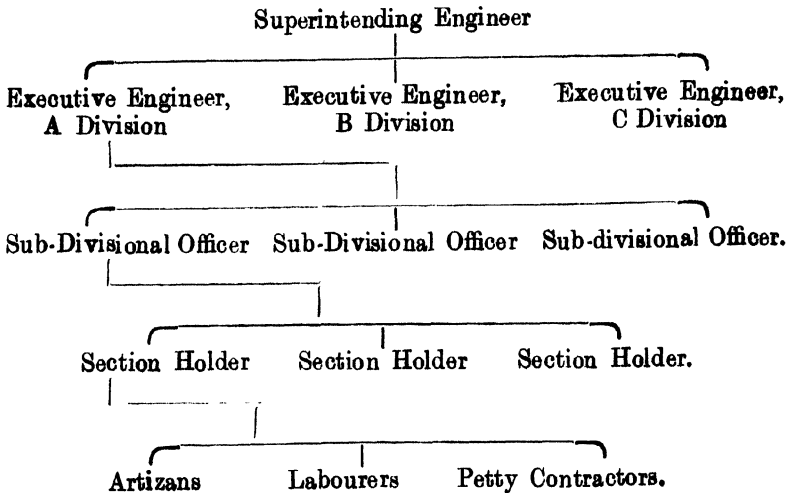 Superintending Engineer
Executive Engineer, Executive Engineer, Executive Engineer,
A Division B Division C Division
Sub-Divisional Officer Sub-Divisional Officer Sub-divisional Officer.
Section Holder Section Holder Section Holder.
Artizans Labourers Petty Contractors.